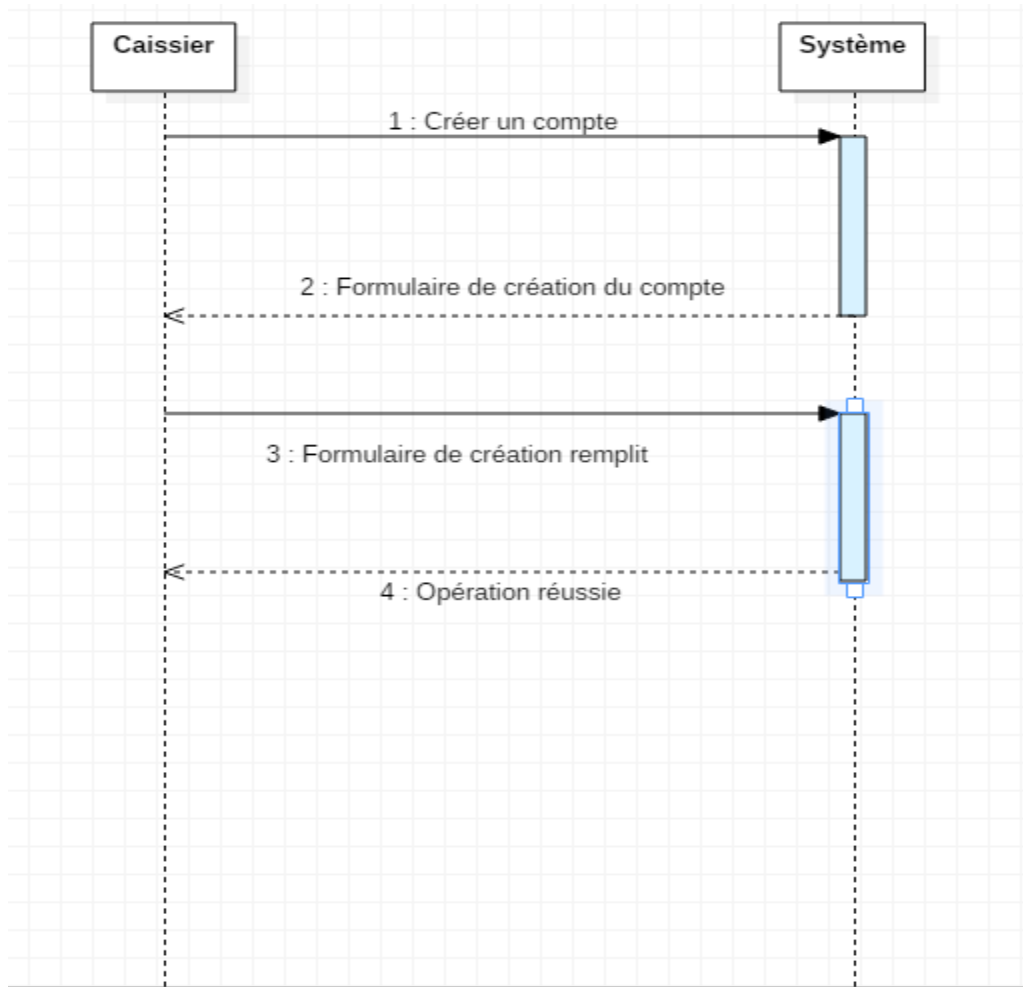 Caissier
Système
1 : Créer un compte
2 : Formulaire de création du compte
3 : Formulaire de création remplit
4 : Opération réussie